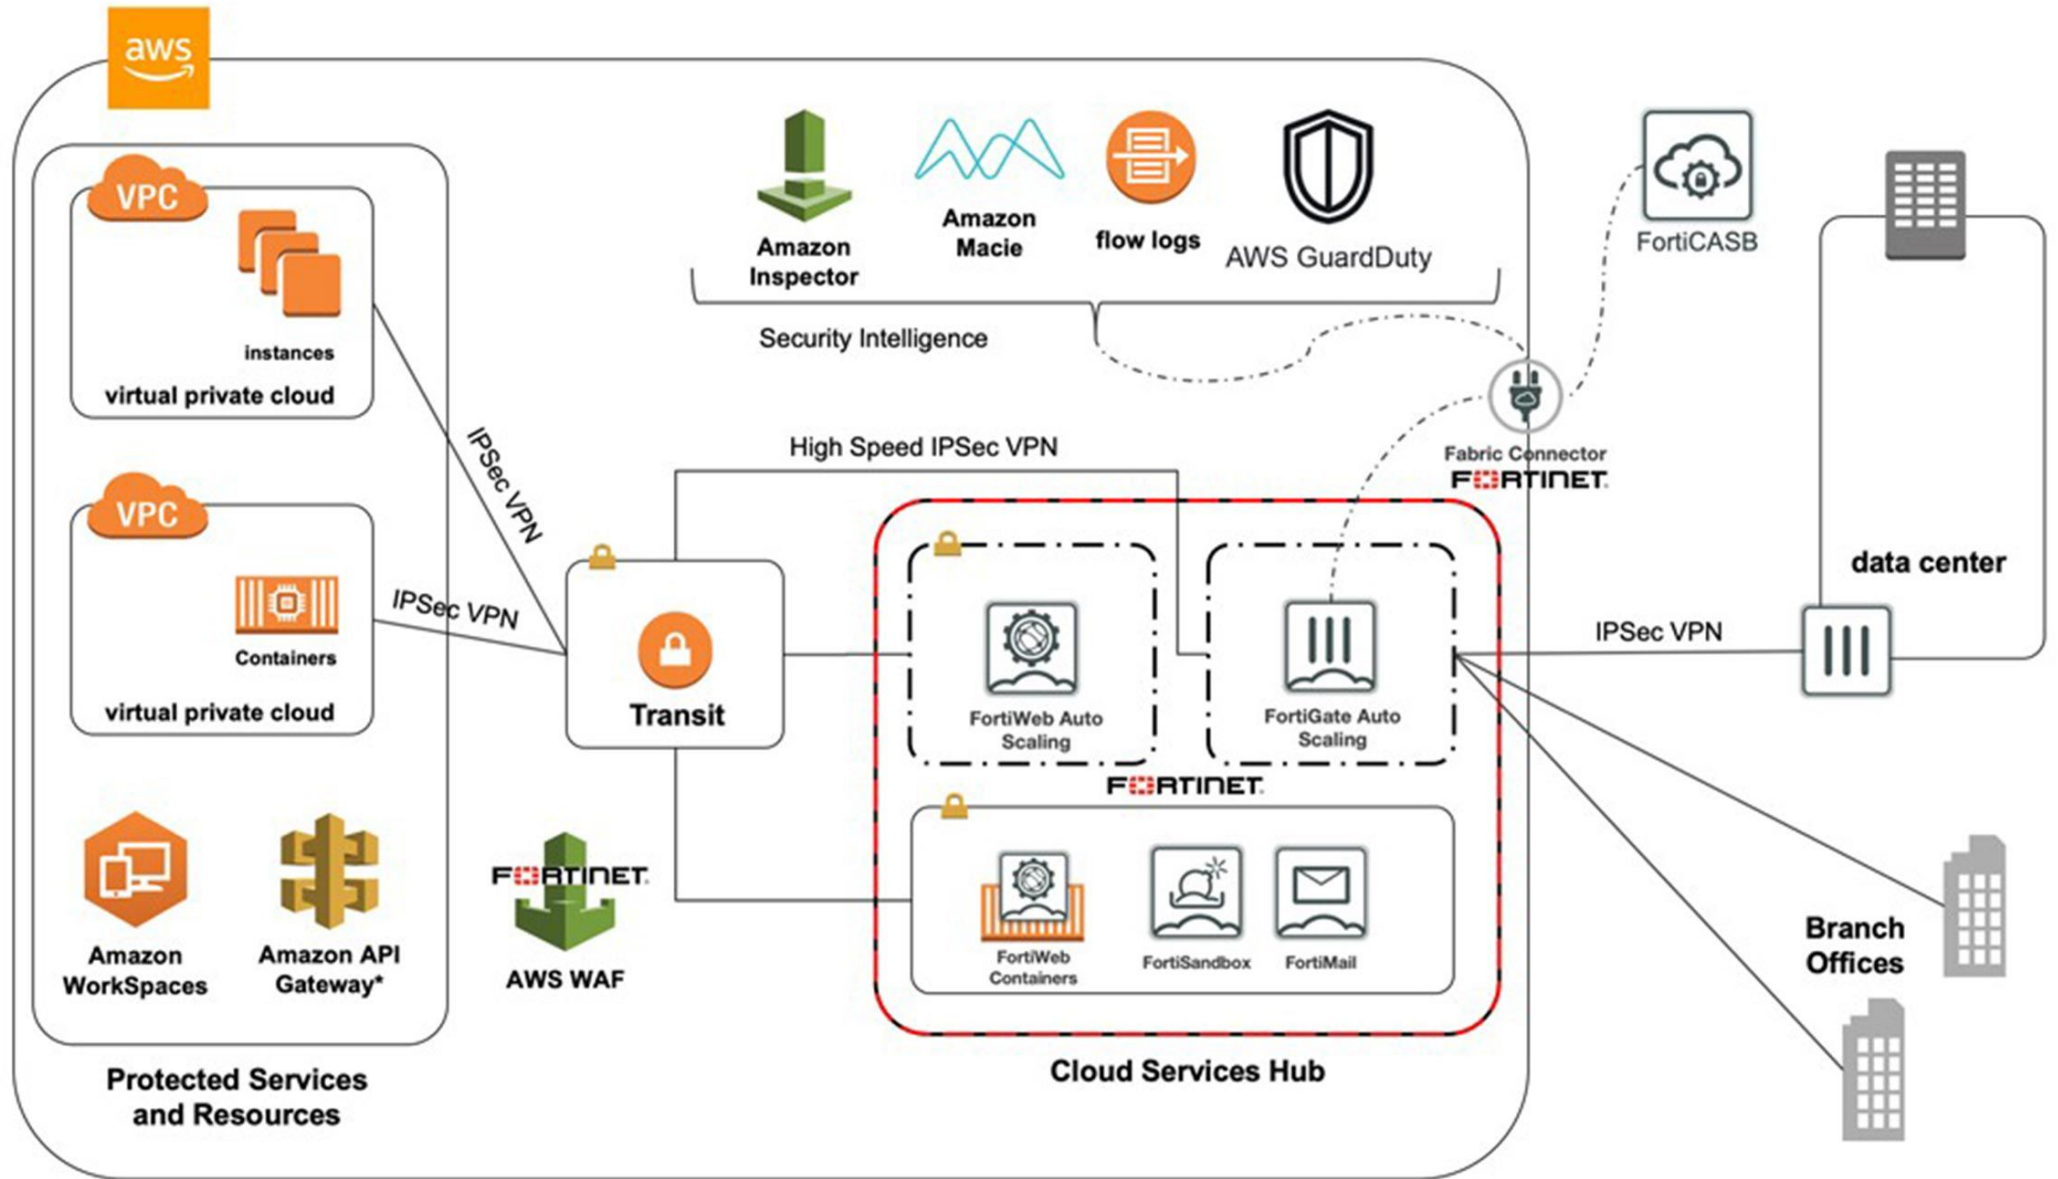 aws
VPC
instances
virtual private cloud
VPC
Containers
virtual private cloud
Amazon
WorkSpaces
Amazon API
Gateway*
Protected Services
and Resources
IPSec VPN
IPSec VPN
Transit
FORTINET
AWS WAF
Amazon
Inspector
Amazon
Macie
flow logs
AWS GuardDuty
Security Intelligence
High Speed IPSec VPN
FortiWeb Auto
Scaling
FortiGate Auto
Scaling
FORTINET
FortiWeb
Containers
FortiSandbox
FortiMail
Cloud Services Hub
Fabric Connector
FORTINET
FortiCASB
data center
IPSec VPN
Branch
Offices